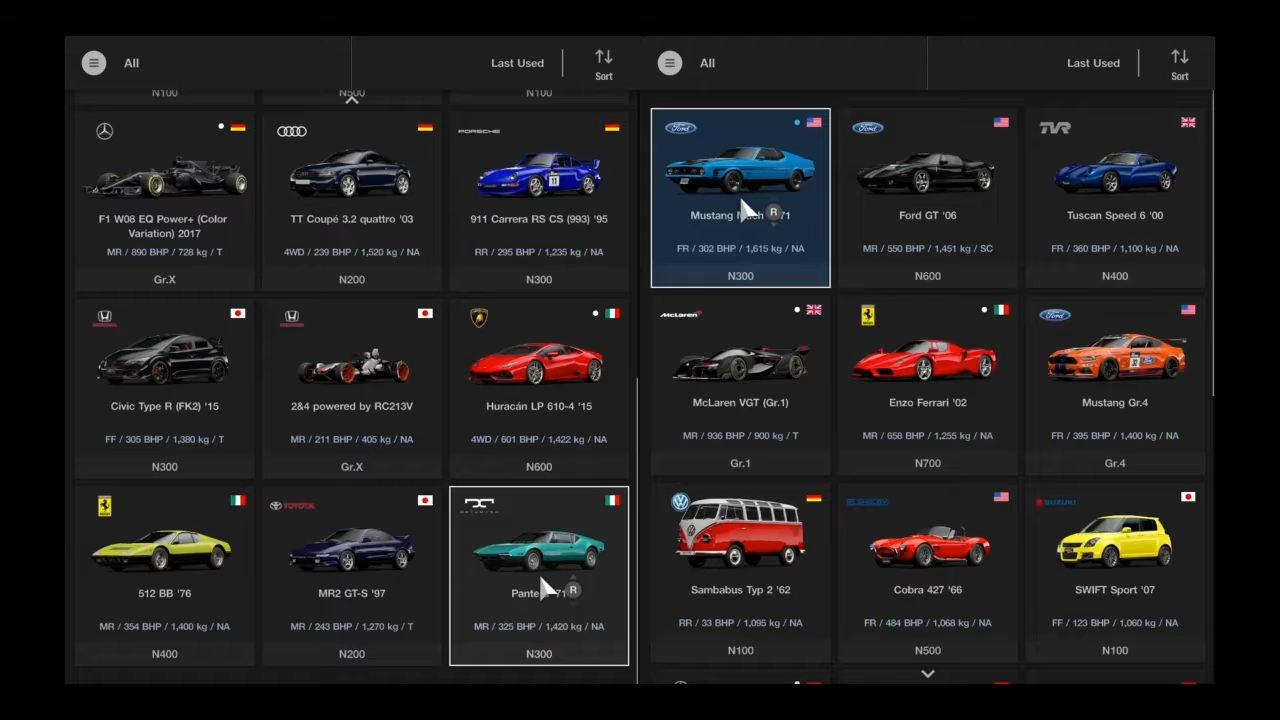 All
Last Used
Sort
N100
N500
N100
PORSCHE
F1 W08 EQ Power+ (Color
Variation) 2017
MR / 890 BHP / 728 kg / T
Gr.X
TT Coupé 3.2 quattro '03
4WD / 239 BHP / 1,520 kg / NA
N200
11
911 Carrera RS CS (993) '95
RR / 295 BHP / 1,235 kg / NA
N300
HONDA
Civic Type R (FK2) '15
FF / 305 BHP / 1,380 kg / T
N300
HONDA
2&4 powered by RC213V
MR / 211 BHP / 405 kg / NA
Gr.X
Huracán LP 610-4 '15
4WD / 601 BHP / 1,422 kg / NA
N600
512 BB '76
MR / 354 BHP / 1,400 kg / NA
N400
TOYOTA
MR2 GT-S '97
MR / 243 BHP / 1,270 kg / T
N200
Pante 71
R
MR / 325 BHP / 1,420 kg / NA
N300
All
Last Used
Sort
Ford
Mustang M ch 71
R
FR / 302 BHP / 1,615 kg / NA
N300
Ford
Ford GT '06
MR / 550 BHP / 1,451 kg / SC
N600
TVR
Tuscan Speed 6 '00
FR / 360 BHP / 1,100 kg / NA
N400
McLaren
McLaren VGT (Gr.1)
MR / 936 BHP / 900 kg / T
Gr.1
Enzo Ferrari '02
MR / 658 BHP / 1,255 kg / NA
N700
Ford
Mustang Gr.4
FR / 395 BHP / 1,400 kg / NA
Gr.4
Sambabus Typ 2 '62
RR / 33 BHP / 1,095 kg / NA
N100
SHELBY
Cobra 427 '66
FR / 484 BHP / 1,068 kg / NA
N500
SUZUKI
SWIFT Sport '07
FF / 123 BHP / 1,060 kg / NA
N100